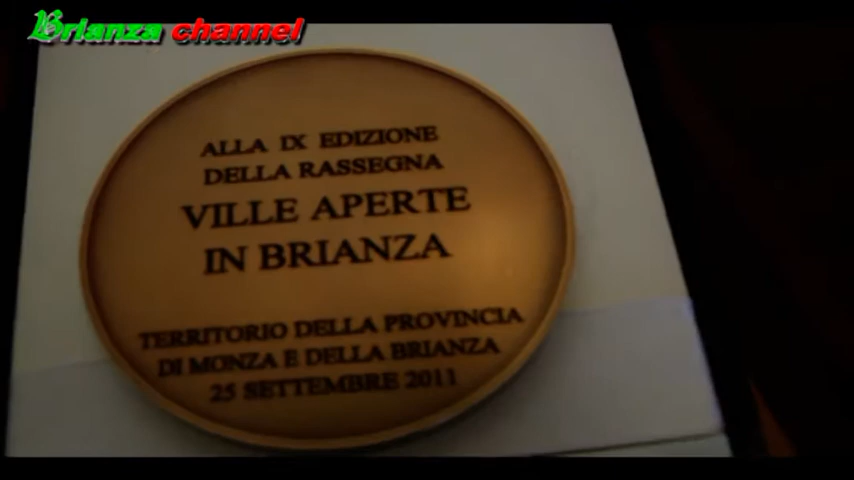 Brianza channel
ALLA IX EDIZIONE
DELLA RASSEGNA
VILLE APERTE
IN BRIANZA
TERRITORIO DELLA PROVINCIA
DI MONZA E DELLA BRIANZA
25 SETTEMBRE 2011